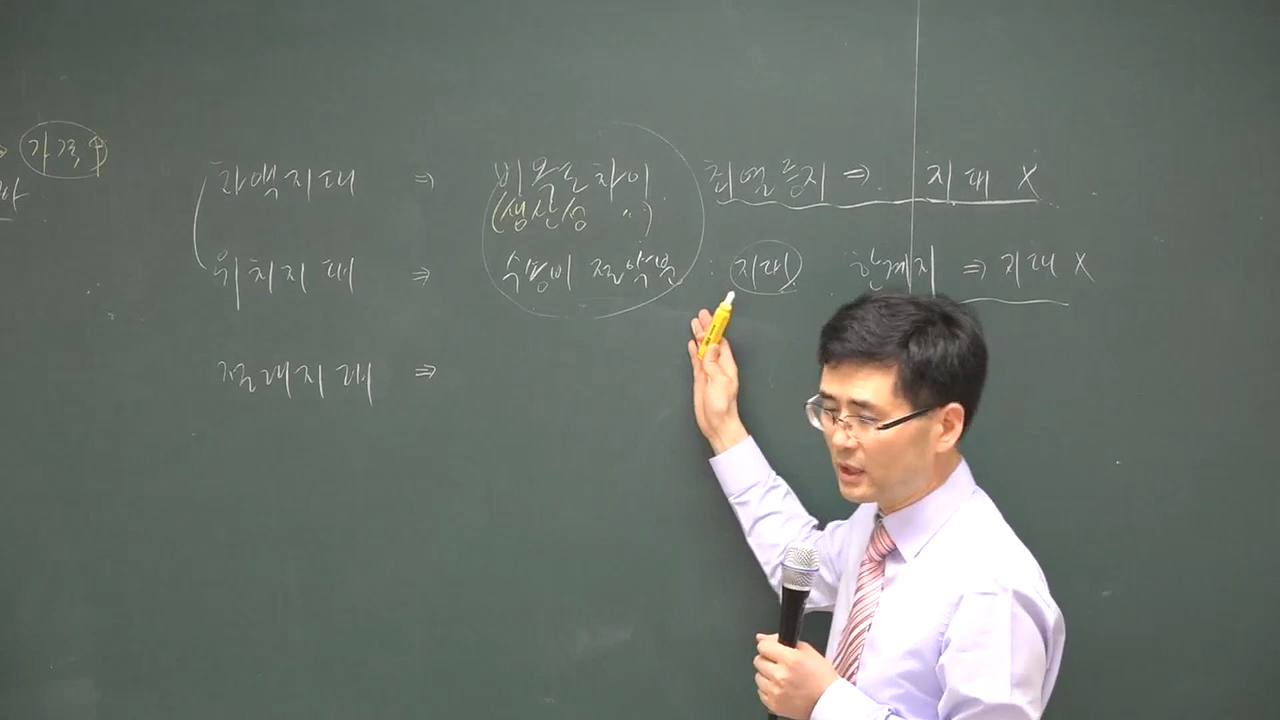 가격↑
차액지대 ⇒ 비옥도차이 최열등지 ⇒ 지대 X
(생산성 〃)
위치지대 ⇒ 수송비 절약분 : 지대 한계지 ⇒ 지대 X
절대지대 ⇒